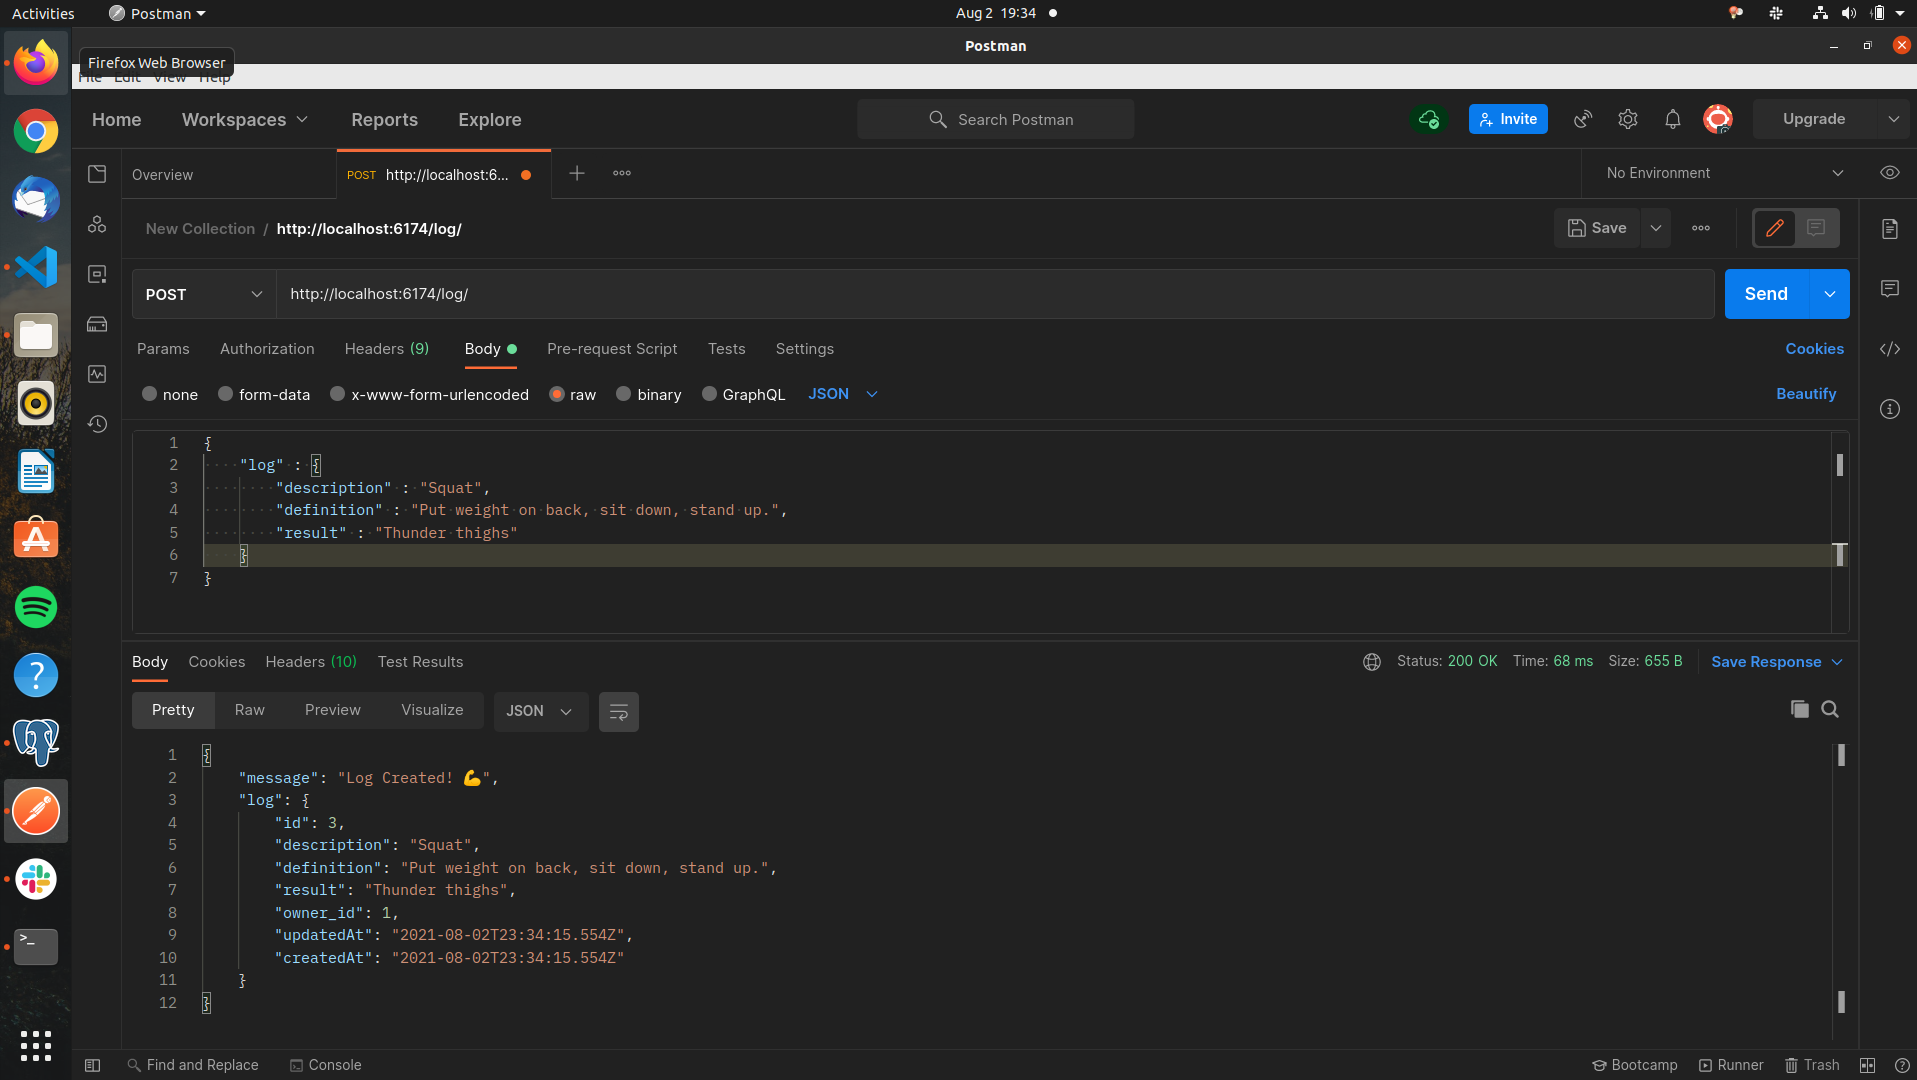 Activities
Postman
Aug 2 19:34
Postman
Firefox Web Browser
File Edit View Help
Home
Workspaces
Reports
Explore
Search Postman
Invite
Upgrade
Overview
POST http://localhost:6...
No Environment
New Collection / http://localhost:6174/log/
Save
POST
http://localhost:6174/log/
Send
Params
Authorization
Headers (9)
Body
Pre-request Script
Tests
Settings
Cookies
none
form-data
x-www-form-urlencoded
raw
binary
GraphQL
JSON
Beautify
1 {
2 "log" : {
3 "description" : "Squat",
4 "definition" : "Put weight on back, sit down, stand up.",
5 "result" : "Thunder thighs"
6 }
7 }
Body
Cookies
Headers (10)
Test Results
Status: 200 OK
Time: 68 ms
Size: 655 B
Save Response
Pretty
Raw
Preview
Visualize
JSON
1 {
2 "message": "Log Created! 💪",
3 "log": {
4 "id": 3,
5 "description": "Squat",
6 "definition": "Put weight on back, sit down, stand up.",
7 "result": "Thunder thighs",
8 "owner_id": 1,
9 "updatedAt": "2021-08-02T23:34:15.554Z",
10 "createdAt": "2021-08-02T23:34:15.554Z"
11 }
12 }
Find and Replace
Console
Bootcamp
Runner
Trash